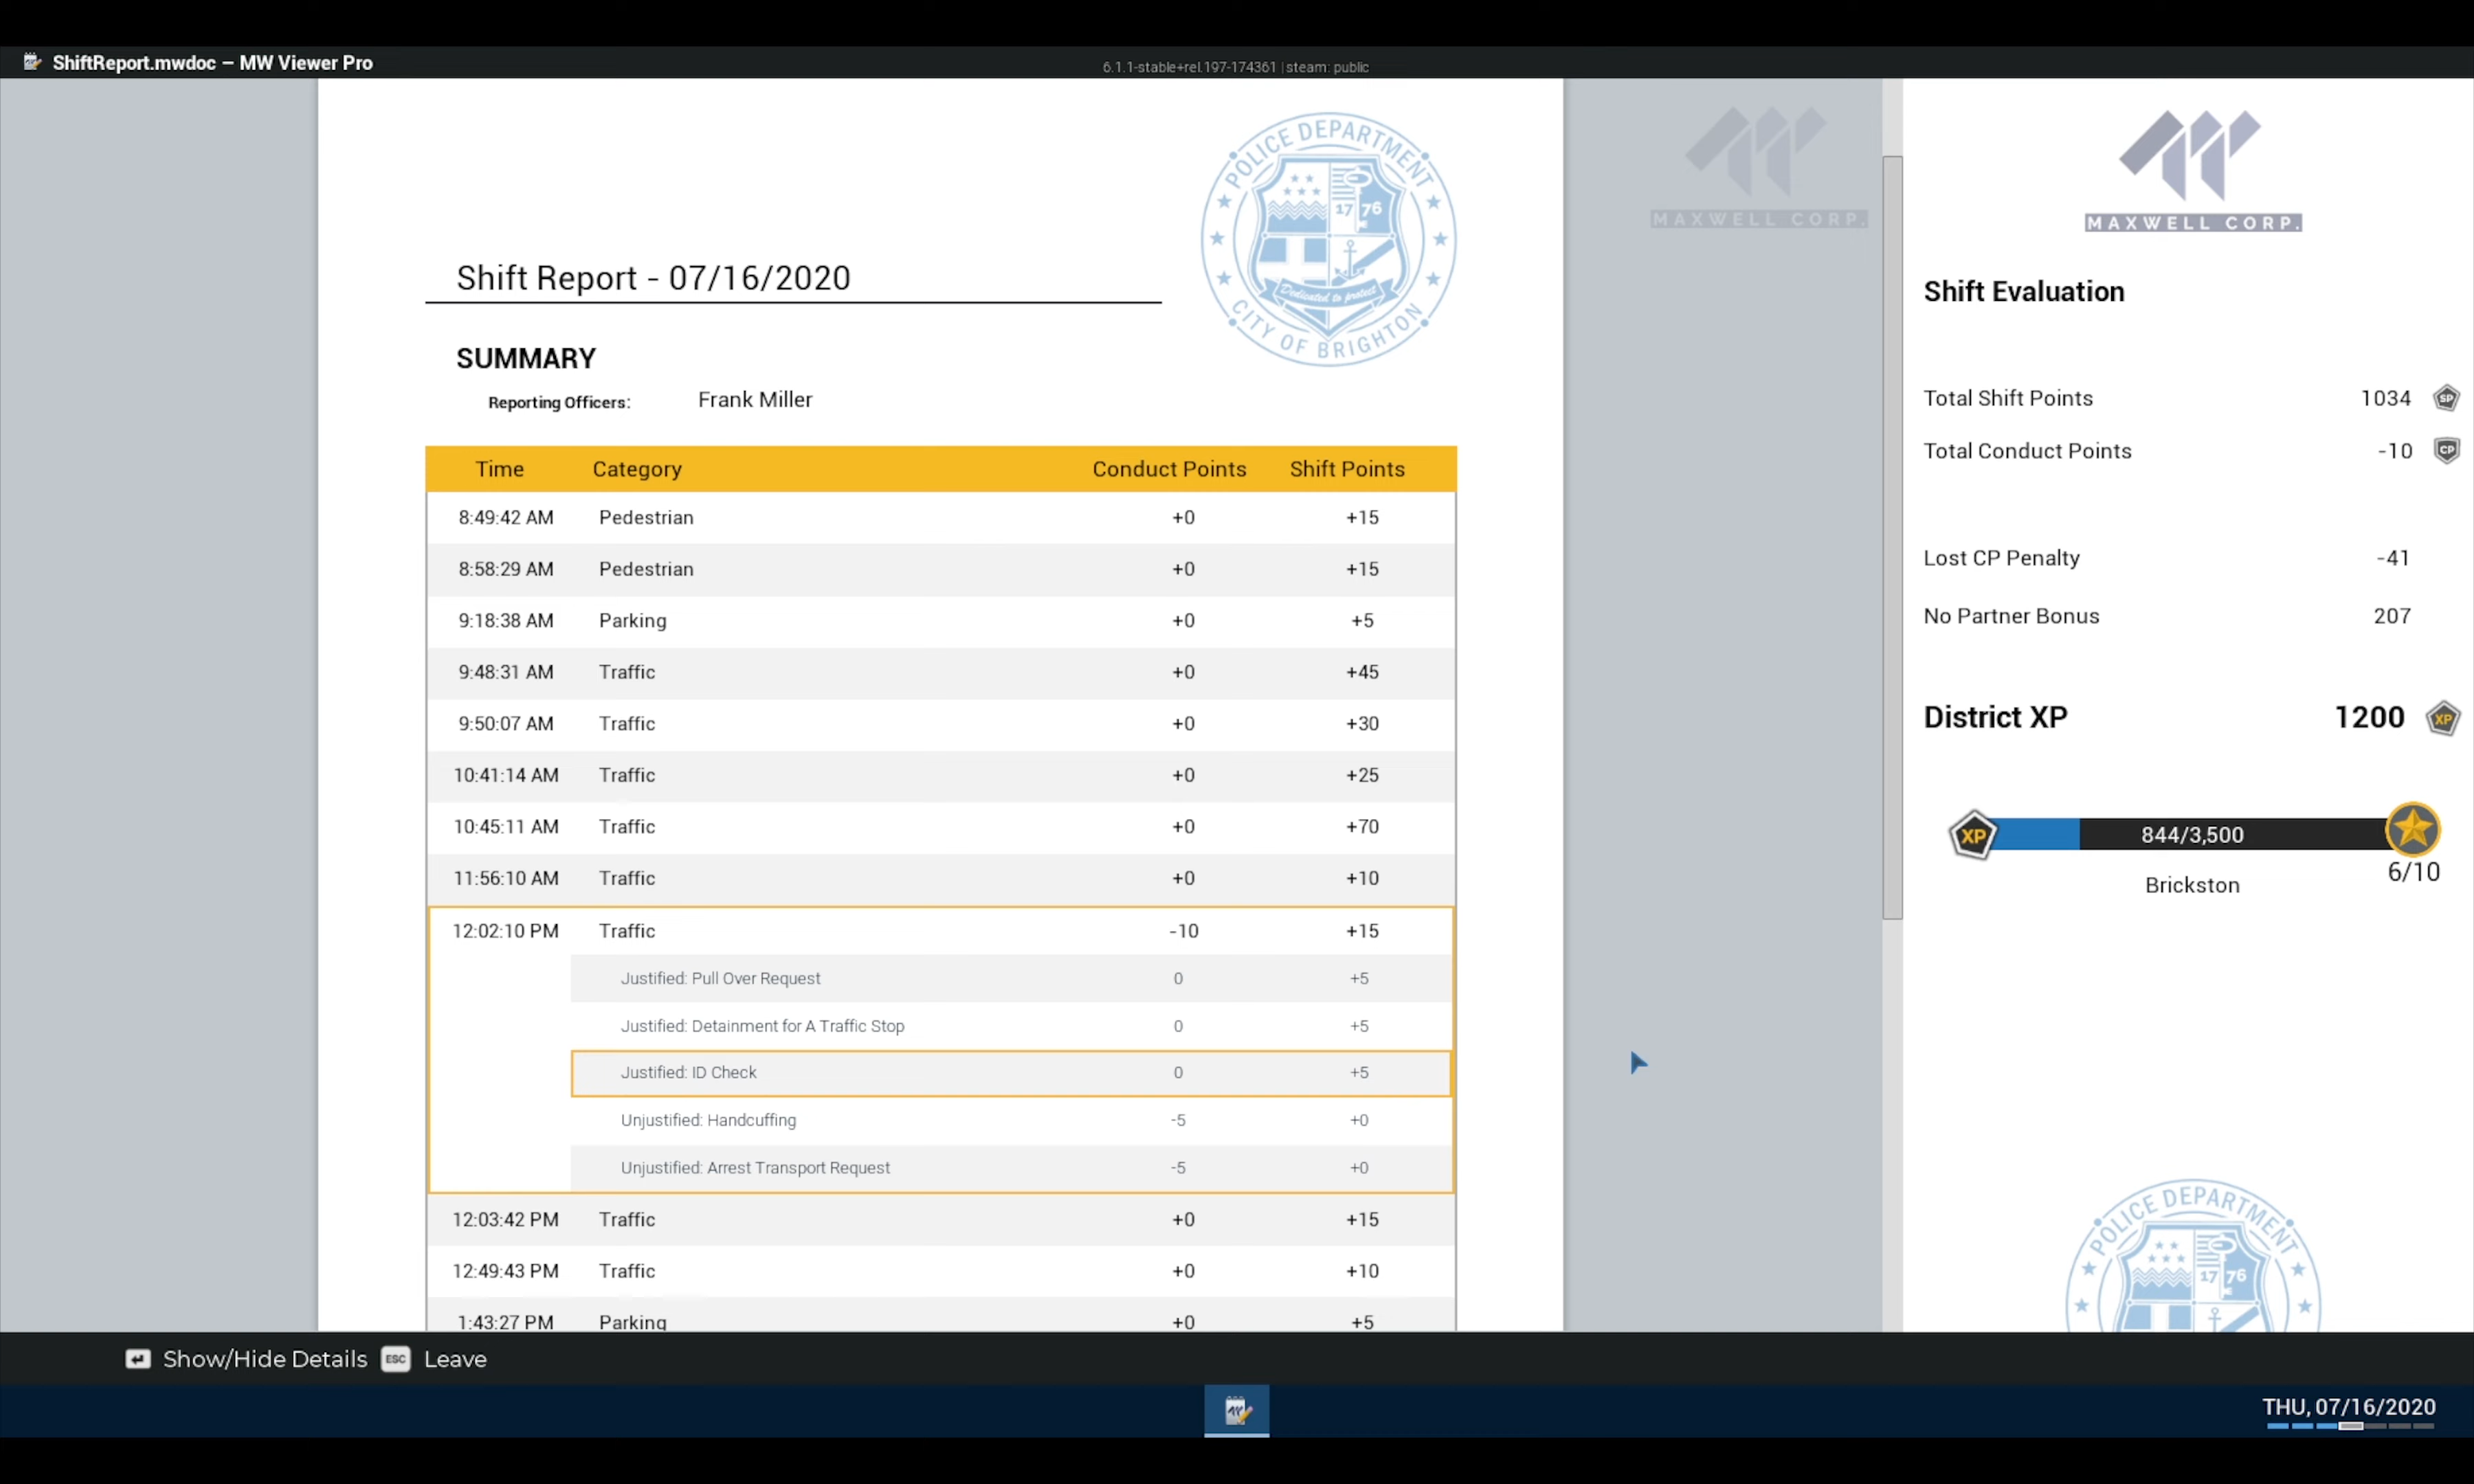 ShiftReport.mwdoc – MW Viewer Pro
6.1.1-stable+rel.197-174361 | steam: public
POLICE DEPARTMENT
17 76
Dedicated to protect
CITY OF BRIGHTON
MAXWELL CORP.
MAXWELL CORP.
Shift Report - 07/16/2020
SUMMARY
Reporting Officers: Frank Miller
Time Category Conduct Points Shift Points
8:49:42 AM Pedestrian +0 +15
8:58:29 AM Pedestrian +0 +15
9:18:38 AM Parking +0 +5
9:48:31 AM Traffic +0 +45
9:50:07 AM Traffic +0 +30
10:41:14 AM Traffic +0 +25
10:45:11 AM Traffic +0 +70
11:56:10 AM Traffic +0 +10
12:02:10 PM Traffic -10 +15
Justified: Pull Over Request 0 +5
Justified: Detainment for A Traffic Stop 0 +5
Justified: ID Check 0 +5
Unjustified: Handcuffing -5 +0
Unjustified: Arrest Transport Request -5 +0
12:03:42 PM Traffic +0 +15
12:49:43 PM Traffic +0 +10
1:43:27 PM Parking +0 +5
Shift Evaluation
Total Shift Points 1034 SP
Total Conduct Points -10 CP
Lost CP Penalty -41
No Partner Bonus 207
District XP 1200 XP
XP 844/3,500
6/10
Brickston
POLICE DEPARTMENT
17 76
Show/Hide Details ESC Leave
THU, 07/16/2020